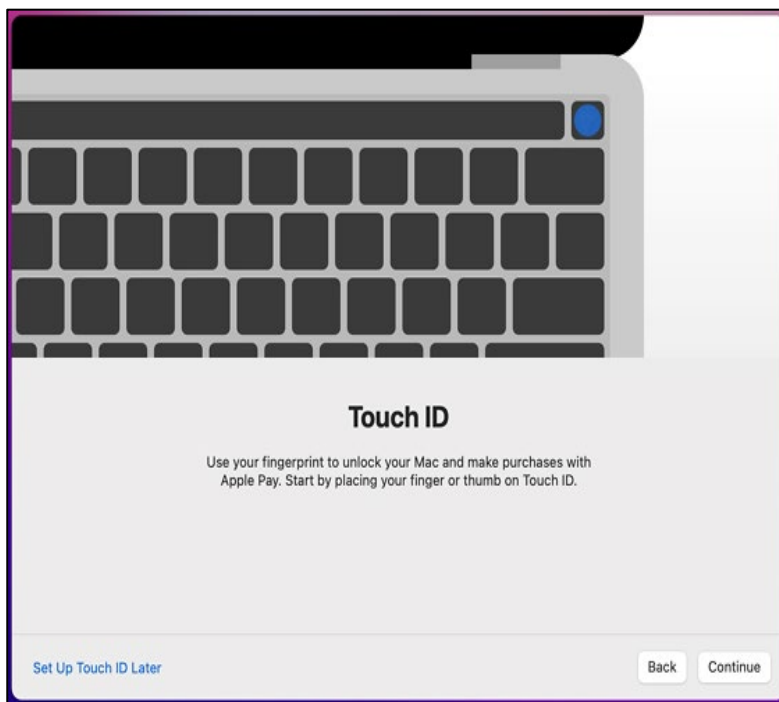 Touch ID
Use your fingerprint to unlock your Mac and make purchases with
Apple Pay. Start by placing your finger or thumb on Touch ID.
Set Up Touch ID Later
Back
Continue